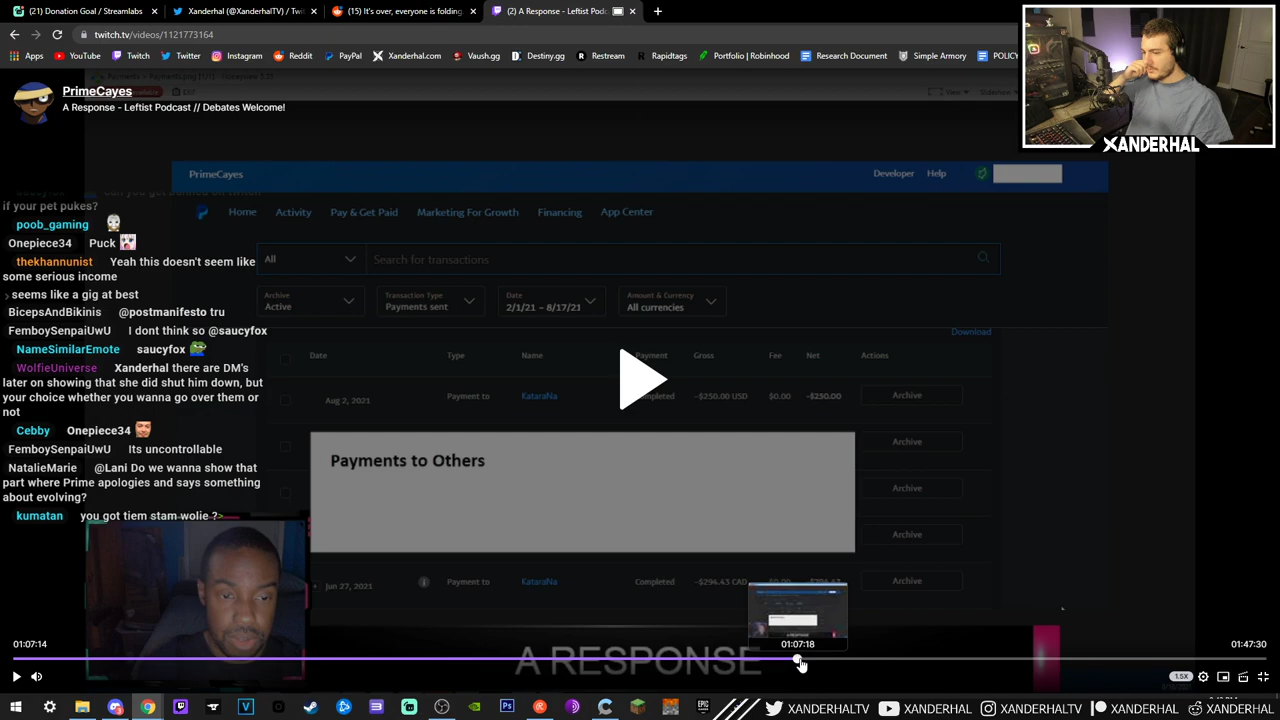 (21) Donation Goal / Streamlabs
Xanderhal (@XanderhalTV) / Twit
(15) It's over, everyone is folding
(2) A Response - Leftist Podc
twitch.tv/videos/1121773164
Apps
YouTube
Twitch
Twitter
Instagram
Reddit
PayPal
Xanderhal.com
Vaush.gg
Destiny.gg
Restream
Rapidtags
Portfolio | Robinhood
Research Document
Simple Armory
POLICY
PrimeCayes
A Response - Leftist Podcast // Debates Welcome!
XANDERHAL
PrimeCayes
Developer
Help
Home
Activity
Pay & Get Paid
Marketing For Growth
Financing
App Center
All
Search for transactions
Archive
Active
Transaction Type
Payments sent
Date
2/1/21 – 8/17/21
Amount & Currency
All currencies
Download
Date
Type
Name
Payment
Gross
Fee
Net
Actions
Aug 2, 2021
Payment to
KataraNa
Completed
−$250.00 USD
$0.00
−$250.00
Archive
Archive
Payments to Others
Archive
Archive
Jun 27, 2021
Payment to
KataraNa
Completed
−$294.43 CAD
Archive
if your pet pukes?
poob_gaming
Onepiece34 Puck
thekhannunist Yeah this doesn't seem like
some serious income
seems like a gig at best
BicepsAndBikinis @postmanifesto tru
FemboySenpaiUwU I dont think so @saucyfox
NameSimilarEmote saucyfox
WolfieUniverse Xanderhal there are DM's
later on showing that she did shut him down, but
your choice whether you wanna go over them or
not
Cebby Onepiece34
FemboySenpaiUwU Its uncontrollable
NatalieMarie @Lani Do we wanna show that
part where Prime apologies and says something
about evolving?
kumatan you got tiem stam wolie ?>
A RESPONSE
01:07:18
01:07:14
01:47:30
1.5X
XANDERHALTV
XANDERHAL
XANDERHALTV
XANDERHAL
XANDERHAL